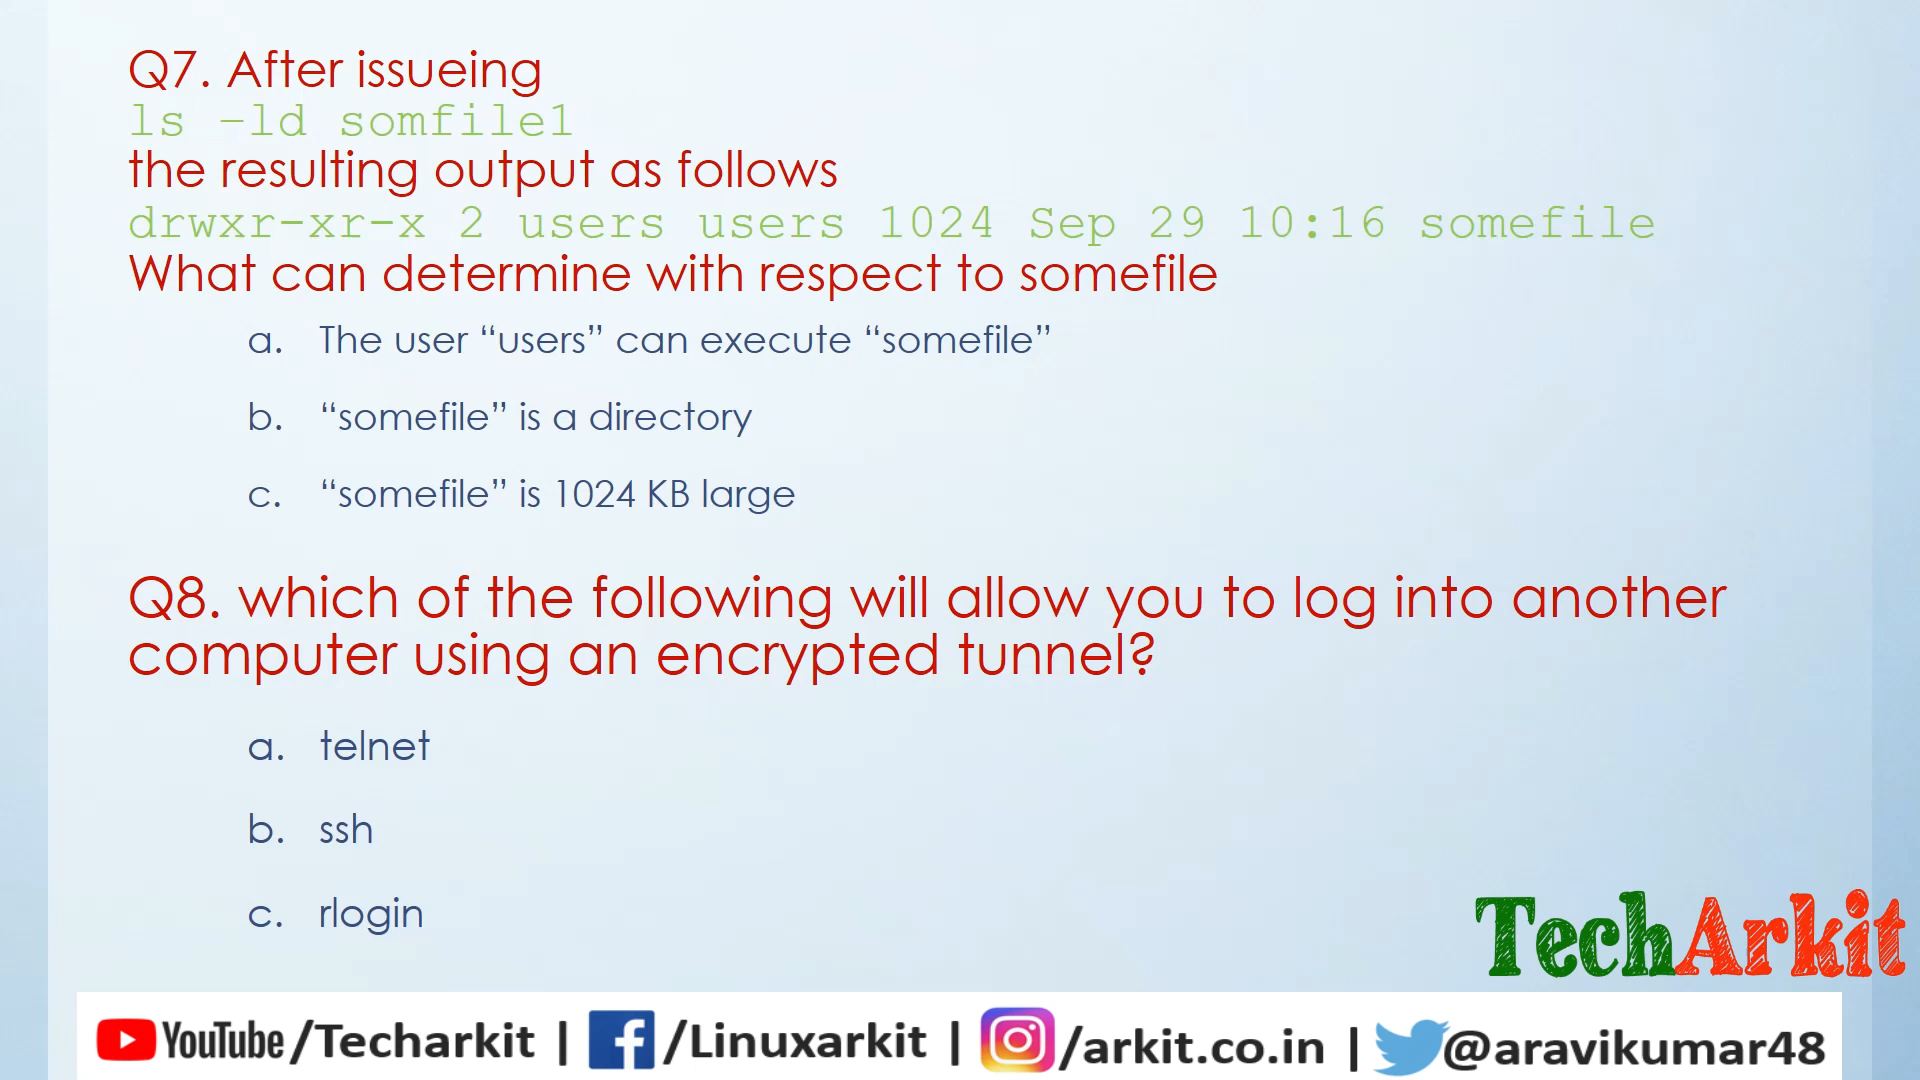 Q7. After issueing
ls –ld somfile1
the resulting output as follows
drwxr-xr-x 2 users users 1024 Sep 29 10:16 somefile
What can determine with respect to somefile
a. The user “users” can execute “somefile”
b. “somefile” is a directory
c. “somefile” is 1024 KB large
Q8. which of the following will allow you to log into another
computer using an encrypted tunnel?
a. telnet
b. ssh
c. rlogin
TechArkit
YouTube /Techarkit | f /Linuxarkit | /arkit.co.in | @aravikumar48